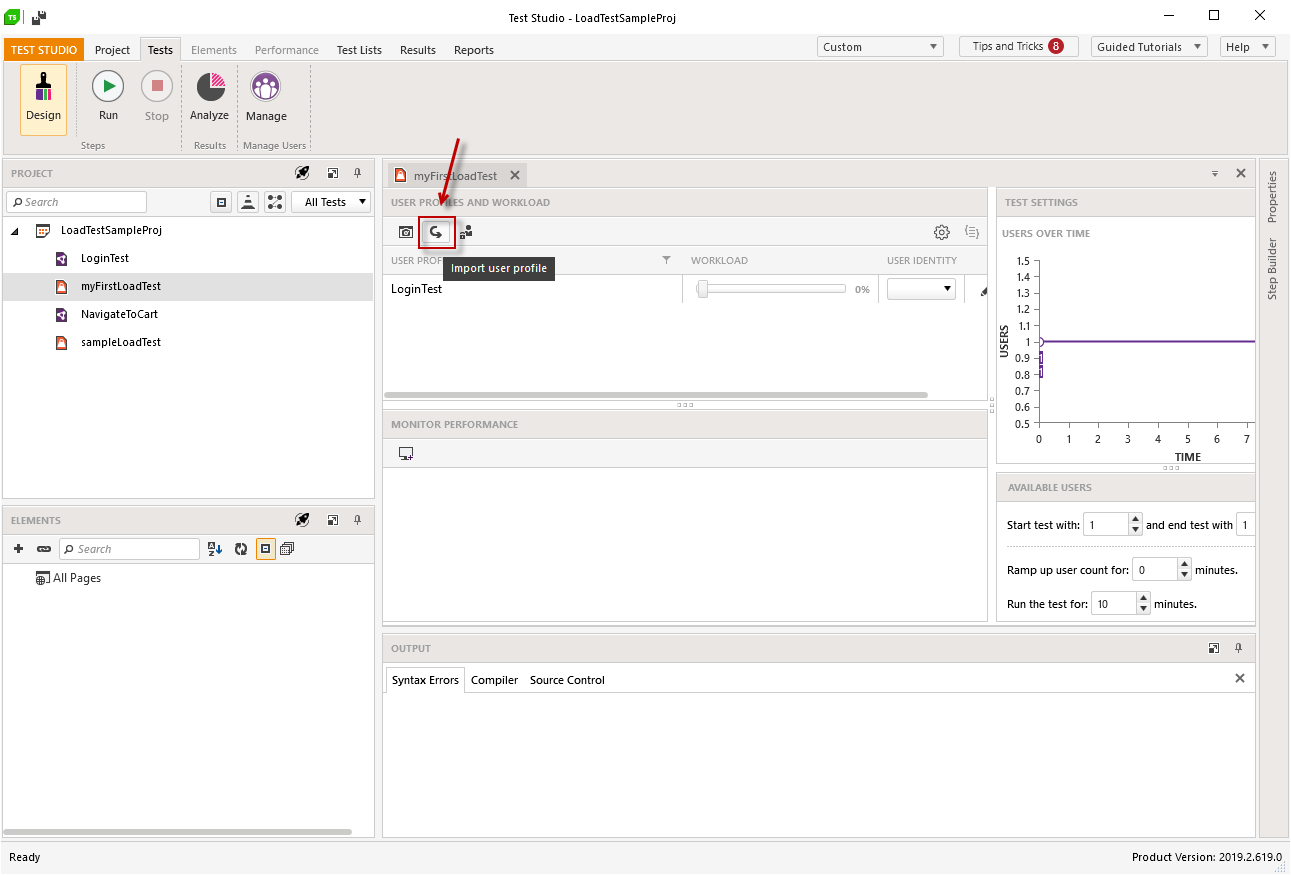 TS
Test Studio - LoadTestSampleProj
TEST STUDIO Project Tests Elements Performance Test Lists Results Reports
Custom Tips and Tricks 8 Guided Tutorials Help
Design Run Stop Analyze Manage
Steps Results Manage Users
PROJECT
Search All Tests
LoadTestSampleProj
LoginTest
myFirstLoadTest
NavigateToCart
sampleLoadTest
ELEMENTS
Search
All Pages
myFirstLoadTest
USER PROFILES AND WORKLOAD
Import user profile
USER PROF WORKLOAD USER IDENTITY
LoginTest 0%
MONITOR PERFORMANCE
TEST SETTINGS
USERS OVER TIME
1.5
1.4
1.3
1.2
1.1
1
0.9
0.8
0.7
0.6
0.5
USERS
0 1 2 3 4 5 6 7
TIME
AVAILABLE USERS
Start test with: 1 and end test with 1
Ramp up user count for: 0 minutes.
Run the test for: 10 minutes.
Properties
Step Builder
OUTPUT
Syntax Errors Compiler Source Control
Ready Product Version: 2019.2.619.0